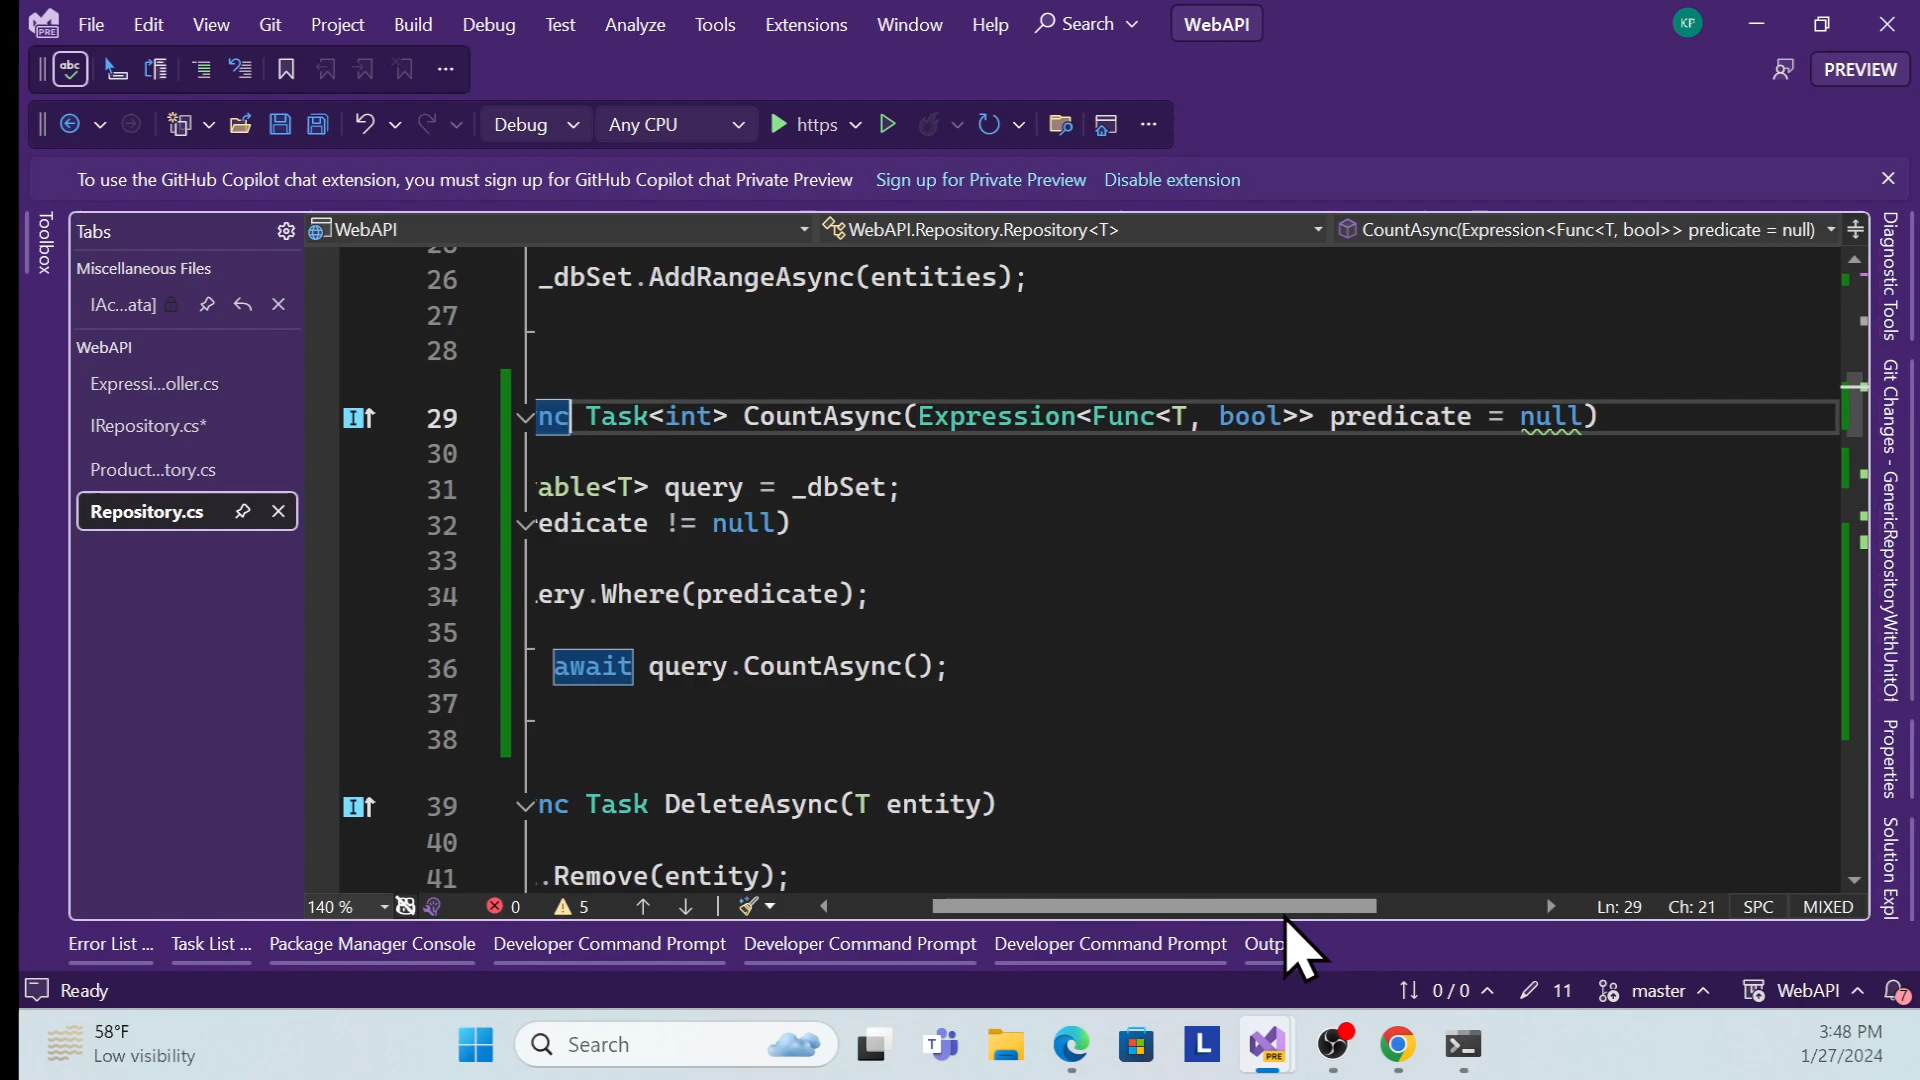 PRE File Edit View Git Project Build Debug Test Analyze Tools Extensions Window Help Search WebAPI KP
abc PREVIEW
Debug Any CPU https
To use the GitHub Copilot chat extension, you must sign up for GitHub Copilot chat Private Preview Sign up for Private Preview Disable extension
Toolbox
Tabs
Miscellaneous Files
IAc...ata]
WebAPI
Expressi...oller.cs
IRepository.cs*
Product...tory.cs
Repository.cs
WebAPI WebAPI.Repository.Repository<T> CountAsync(Expression<Func<T, bool>> predicate = null)
26 _dbSet.AddRangeAsync(entities);
27
28
29 nc Task<int> CountAsync(Expression<Func<T, bool>> predicate = null)
30
31 able<T> query = _dbSet;
32 edicate != null)
33
34 ery.Where(predicate);
35
36 await query.CountAsync();
37
38
39 nc Task DeleteAsync(T entity)
40
41 .Remove(entity);
140 % 0 5 Ln: 29 Ch: 21 SPC MIXED
Diagnostic Tools
Git Changes - GenericRepositoryWithUnitOf
Properties
Solution Expl
Error List ... Task List ... Package Manager Console Developer Command Prompt Developer Command Prompt Developer Command Prompt Outp
Ready 0 / 0 11 master WebAPI 7
58°F
Low visibility
Search
T
L
PRE
3:48 PM
1/27/2024